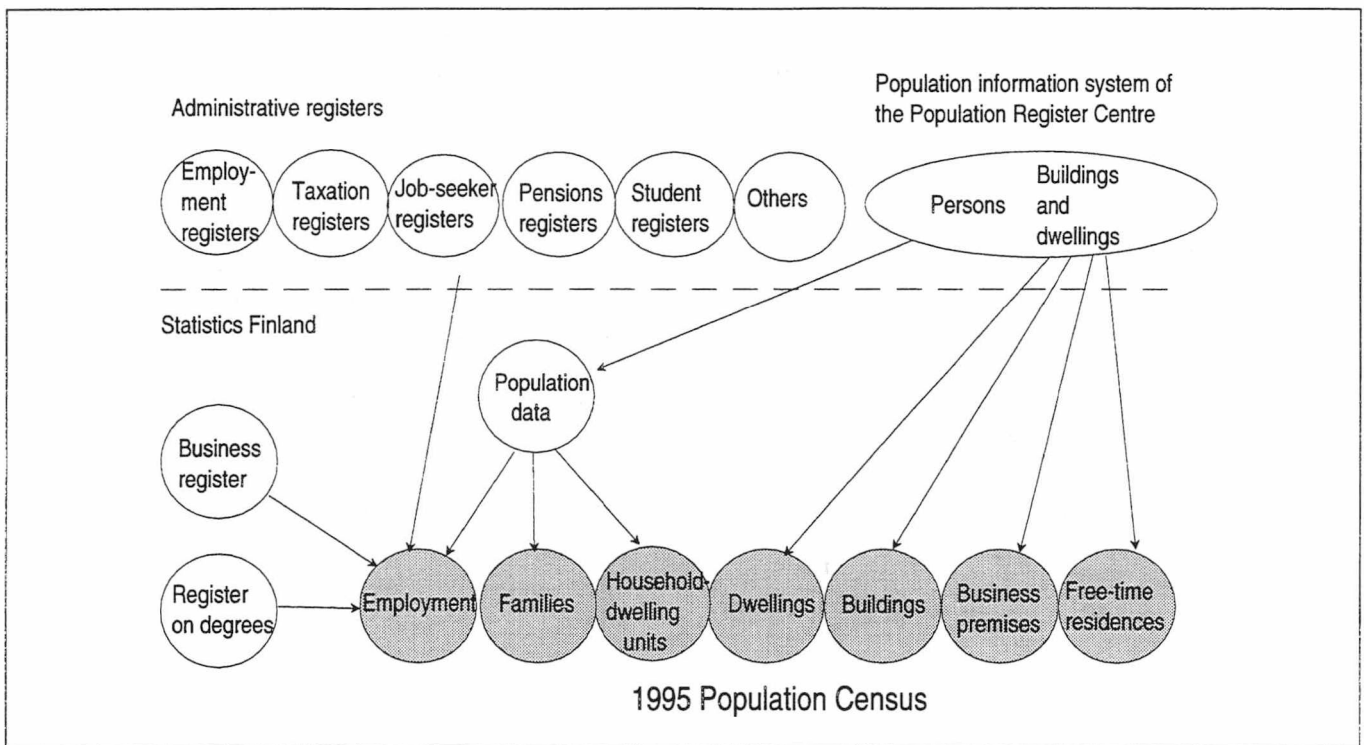 Administrative registers
Population information system of
the Population Register Centre
Employ-
ment
registers
Taxation
registers
Job-seeker
registers
Pensions
registers
Student
registers
Others
Persons
Buildings
and
dwellings
Statistics Finland
Population
data
Business
register
Register
on degrees
Employment
Families
Household-
dwelling
units
Dwellings
Buildings
Business
premises
Free-time
residences
1995 Population Census